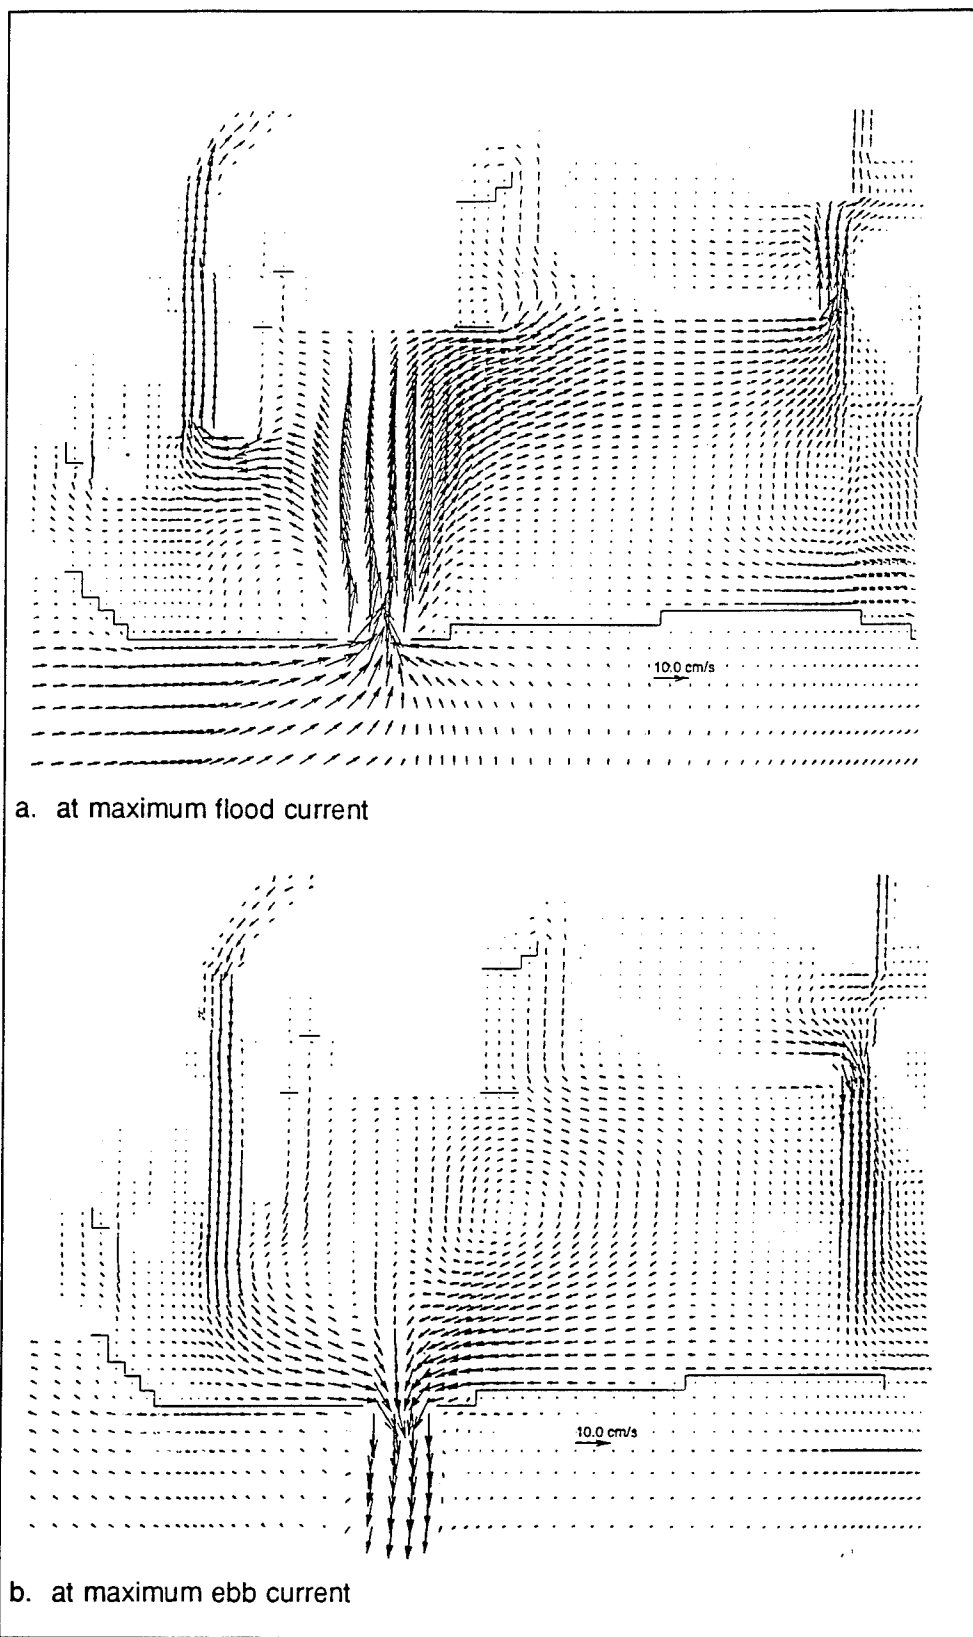 10.0 cm/s
a. at maximum flood current
10.0 cm/s
b. at maximum ebb current